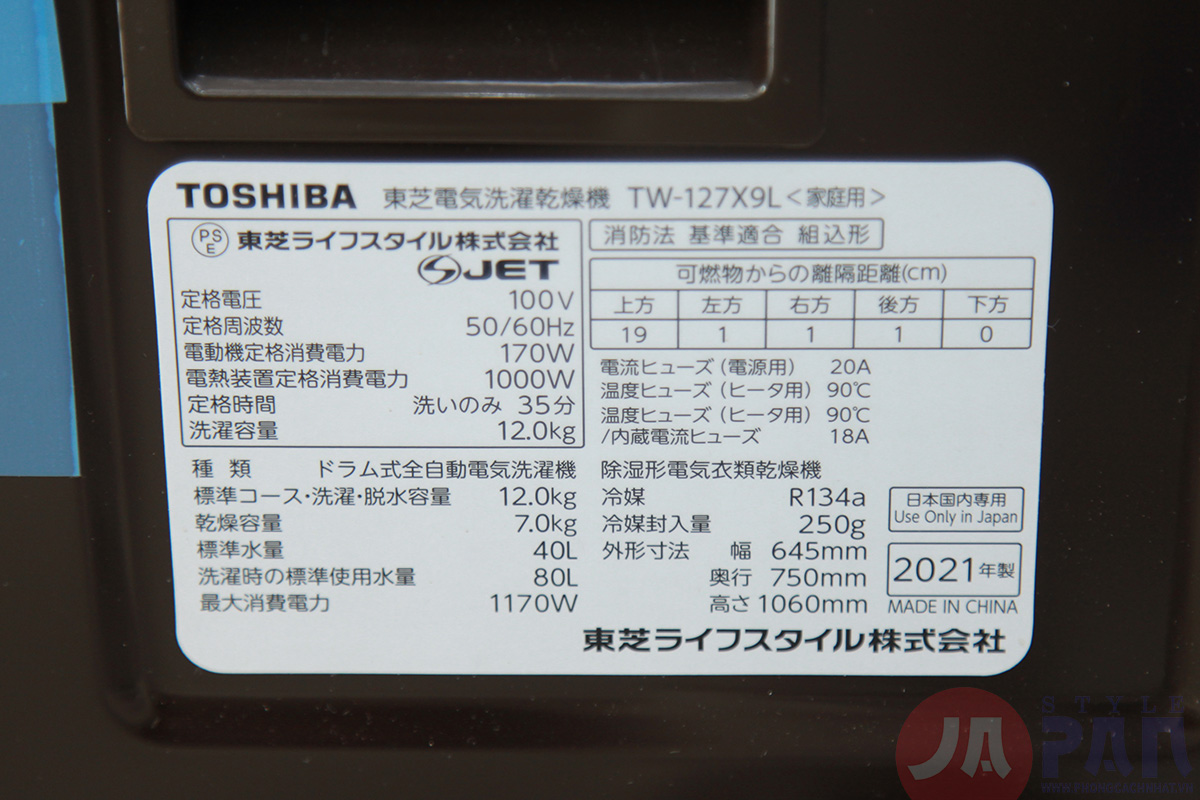 TOSHIBA 東芝電気洗濯乾燥機 TW-127X9L<家庭用>
PS
E
東芝ライフスタイル株式会社
JET
定格電圧 100V
定格周波数 50/60Hz
電動機定格消費電力 170W
電熱装置定格消費電力 1000W
定格時間 洗いのみ 35分
洗濯容量 12.0kg
種類 ドラム式全自動電気洗濯機
標準コース・洗濯・脱水容量 12.0kg
乾燥容量 7.0kg
標準水量 40L
洗濯時の標準使用水量 80L
最大消費電力 1170W
消防法 基準適合 組込形
可燃物からの離隔距離(cm)
上方 左方 右方 後方 下方
19 1 1 1 0
電流ヒューズ(電源用) 20A
温度ヒューズ(ヒータ用) 90℃
温度ヒューズ(ヒータ用) 90℃
/内蔵電流ヒューズ 18A
除湿形電気衣類乾燥機
冷媒 R134a
冷媒封入量 250g
外形寸法 幅 645mm
奥行 750mm
高さ 1060mm
日本国内専用
Use Only in Japan
2021年製
MADE IN CHINA
東芝ライフスタイル株式会社
STYLE
JAPAN
WWW.PHONGCACHNHAT.VN